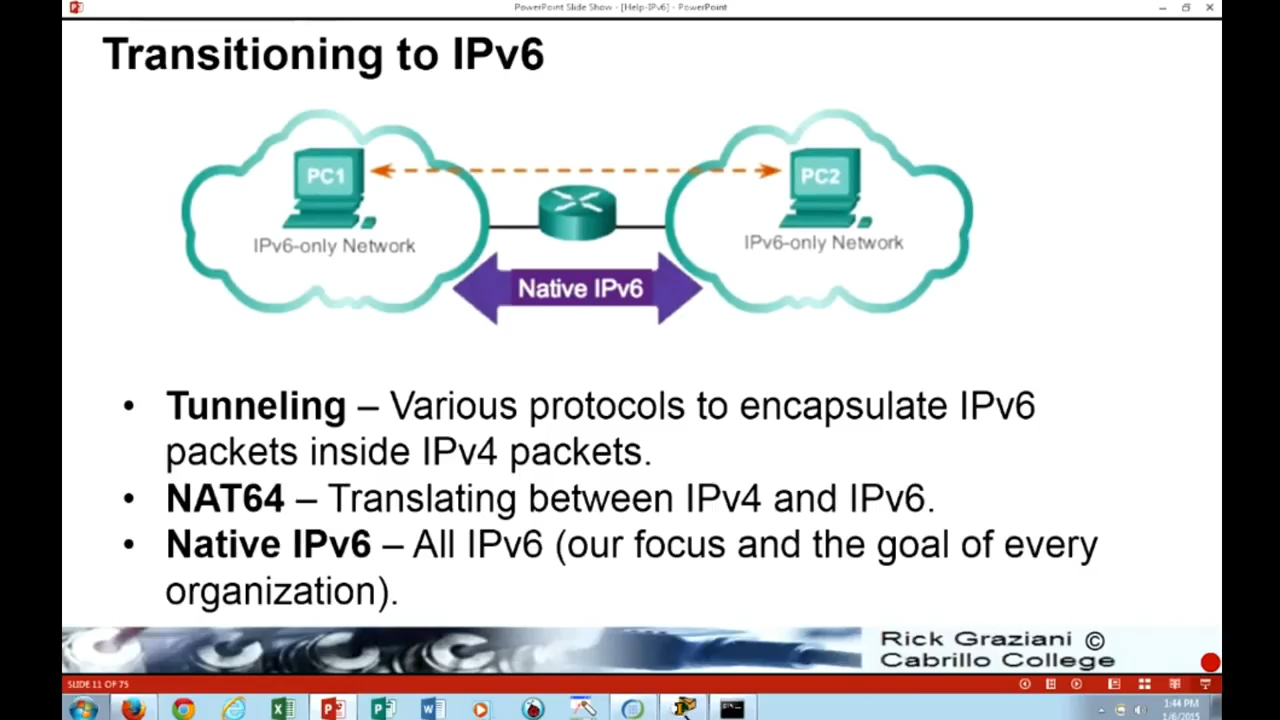 PowerPoint Slide Show - [Help-IPv6] - PowerPoint
Transitioning to IPv6
PC1
PC2
IPv6-only Network
IPv6-only Network
Native IPv6
• Tunneling – Various protocols to encapsulate IPv6
packets inside IPv4 packets.
• NAT64 – Translating between IPv4 and IPv6.
• Native IPv6 – All IPv6 (our focus and the goal of every
organization).
Rick Graziani ©
Cabrillo College
SLIDE 11 OF 75
1:44 PM
1/6/2015